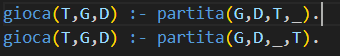 gioca(T,G,D) :- partita(G,D,T,_).
gioca(T,G,D) :- partita(G,D,_,T).